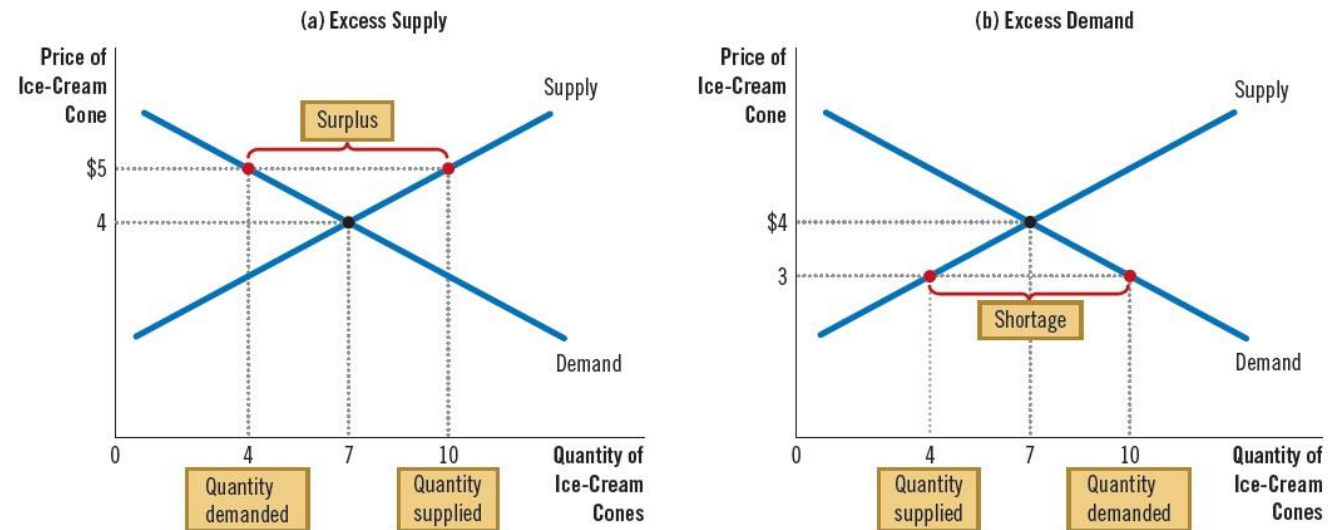 (a) Excess Supply
Price of
Ice-Cream
Cone
Supply
Surplus
$5
4
Demand
0
4
7
10
Quantity of
Ice-Cream
Cones
Quantity
demanded
Quantity
supplied
(b) Excess Demand
Price of
Ice-Cream
Cone
Supply
$4
3
Shortage
Demand
0
4
7
10
Quantity of
Ice-Cream
Cones
Quantity
supplied
Quantity
demanded